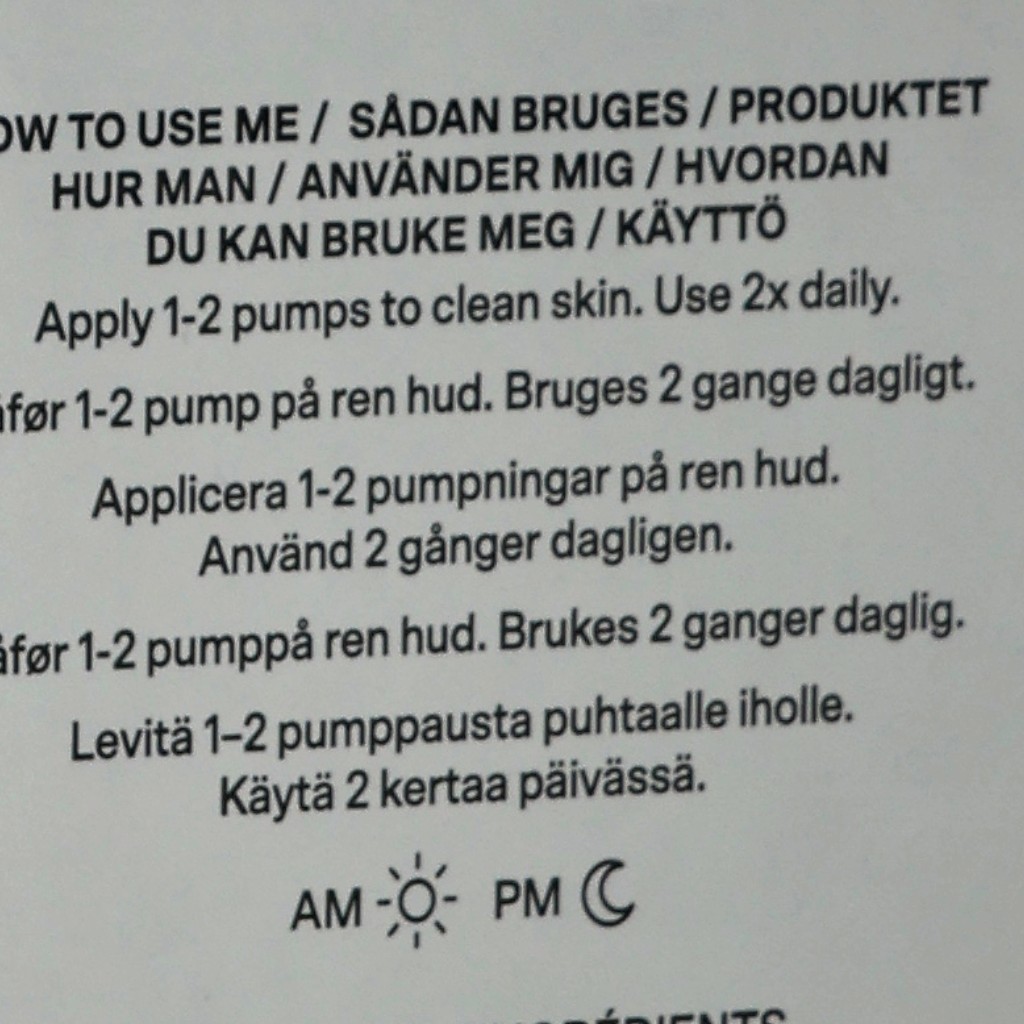 OW TO USE ME / SÅDAN BRUGES / PRODUKTET
HUR MAN / ANVÄNDER MIG / HVORDAN
DU KAN BRUKE MEG / KÄYTTÖ
Apply 1-2 pumps to clean skin. Use 2x daily.
åfør 1-2 pump på ren hud. Bruges 2 gange dagligt.
Applicera 1-2 pumpningar på ren hud.
Använd 2 gånger dagligen.
åfør 1-2 pumppå ren hud. Brukes 2 ganger daglig.
Levitä 1–2 pumppausta puhtaalle iholle.
Käytä 2 kertaa päivässä.
AM PM